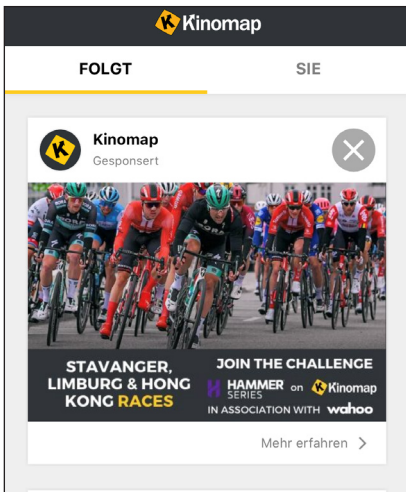 Kinomap
FOLGT SIE
Kinomap
Gesponsert
STAVANGER,
LIMBURG & HONG
KONG RACES
JOIN THE CHALLENGE
HAMMER SERIES on Kinomap
IN ASSOCIATION WITH wahoo
Mehr erfahren